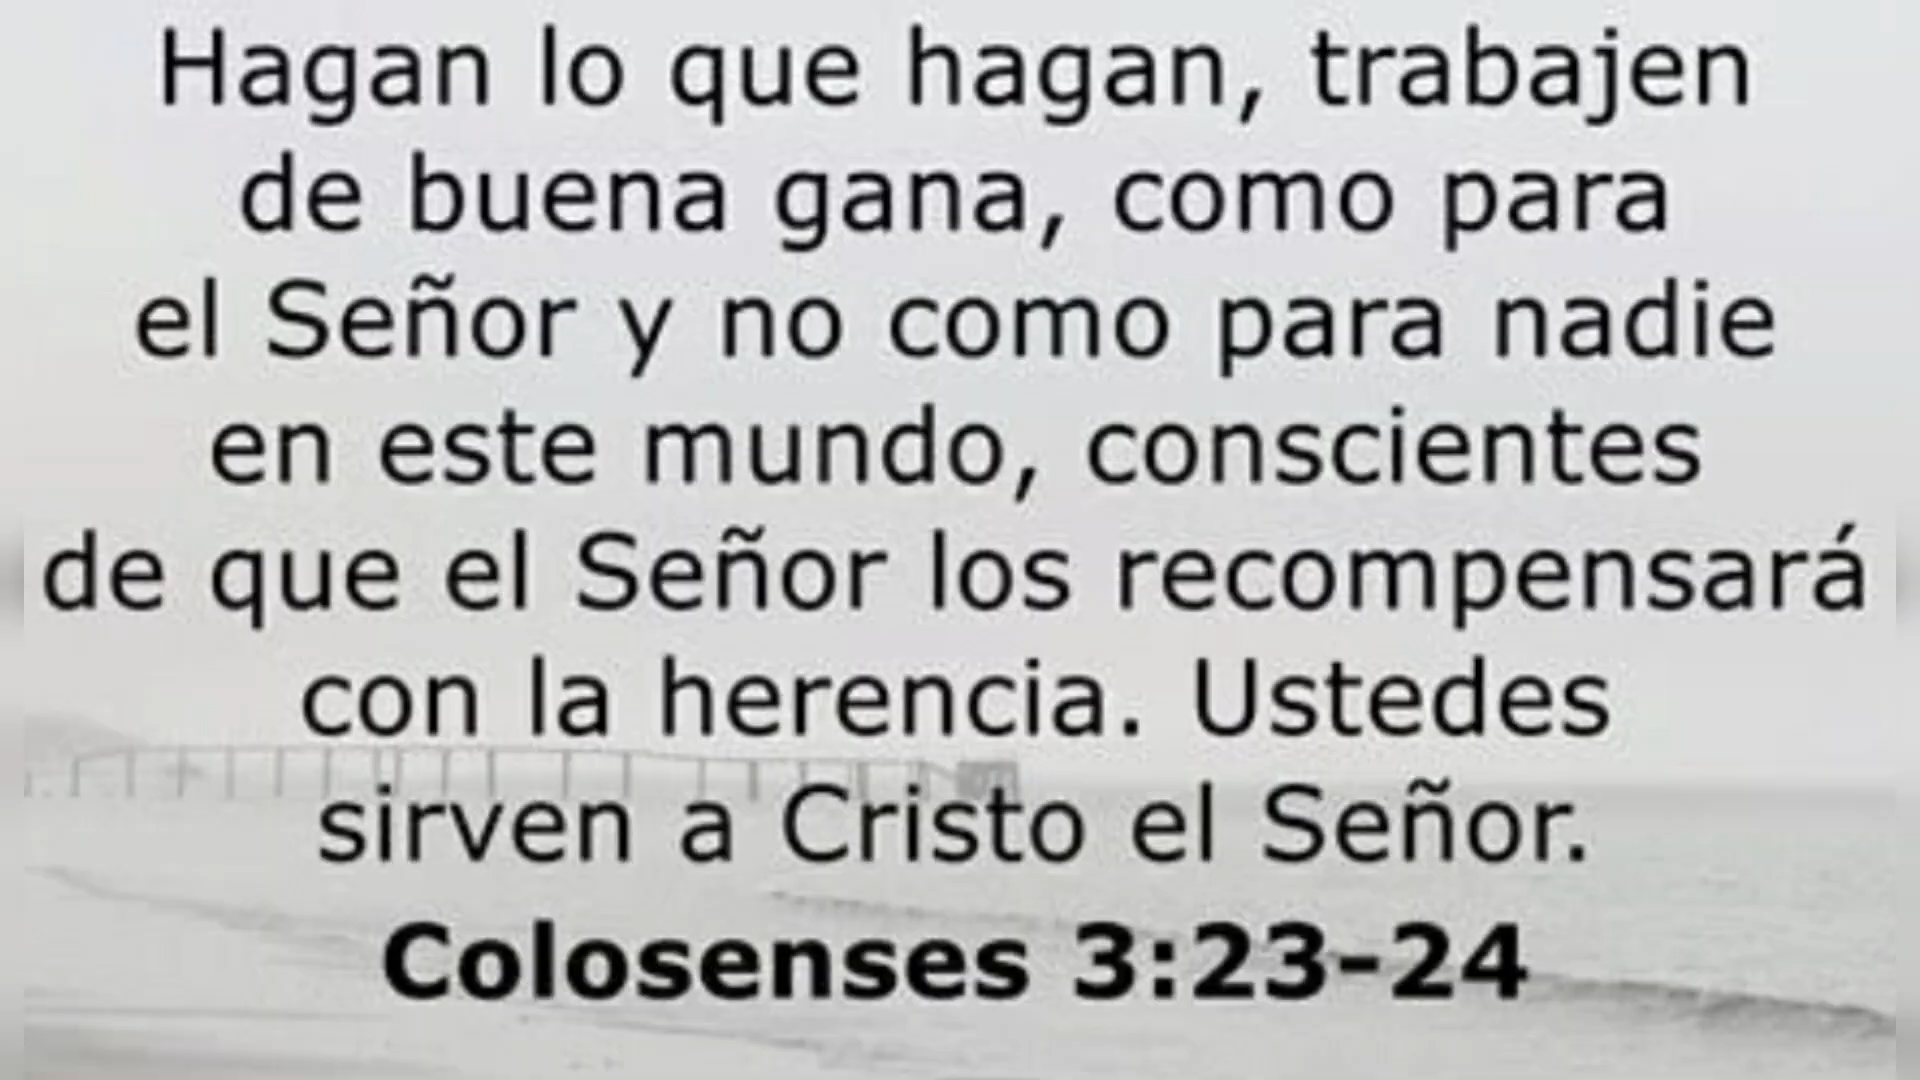 Hagan lo que hagan, trabajen
de buena gana, como para
el Señor y no como para nadie
en este mundo, conscientes
de que el Señor los recompensará
con la herencia. Ustedes
sirven a Cristo el Señor.
Colosenses 3:23-24